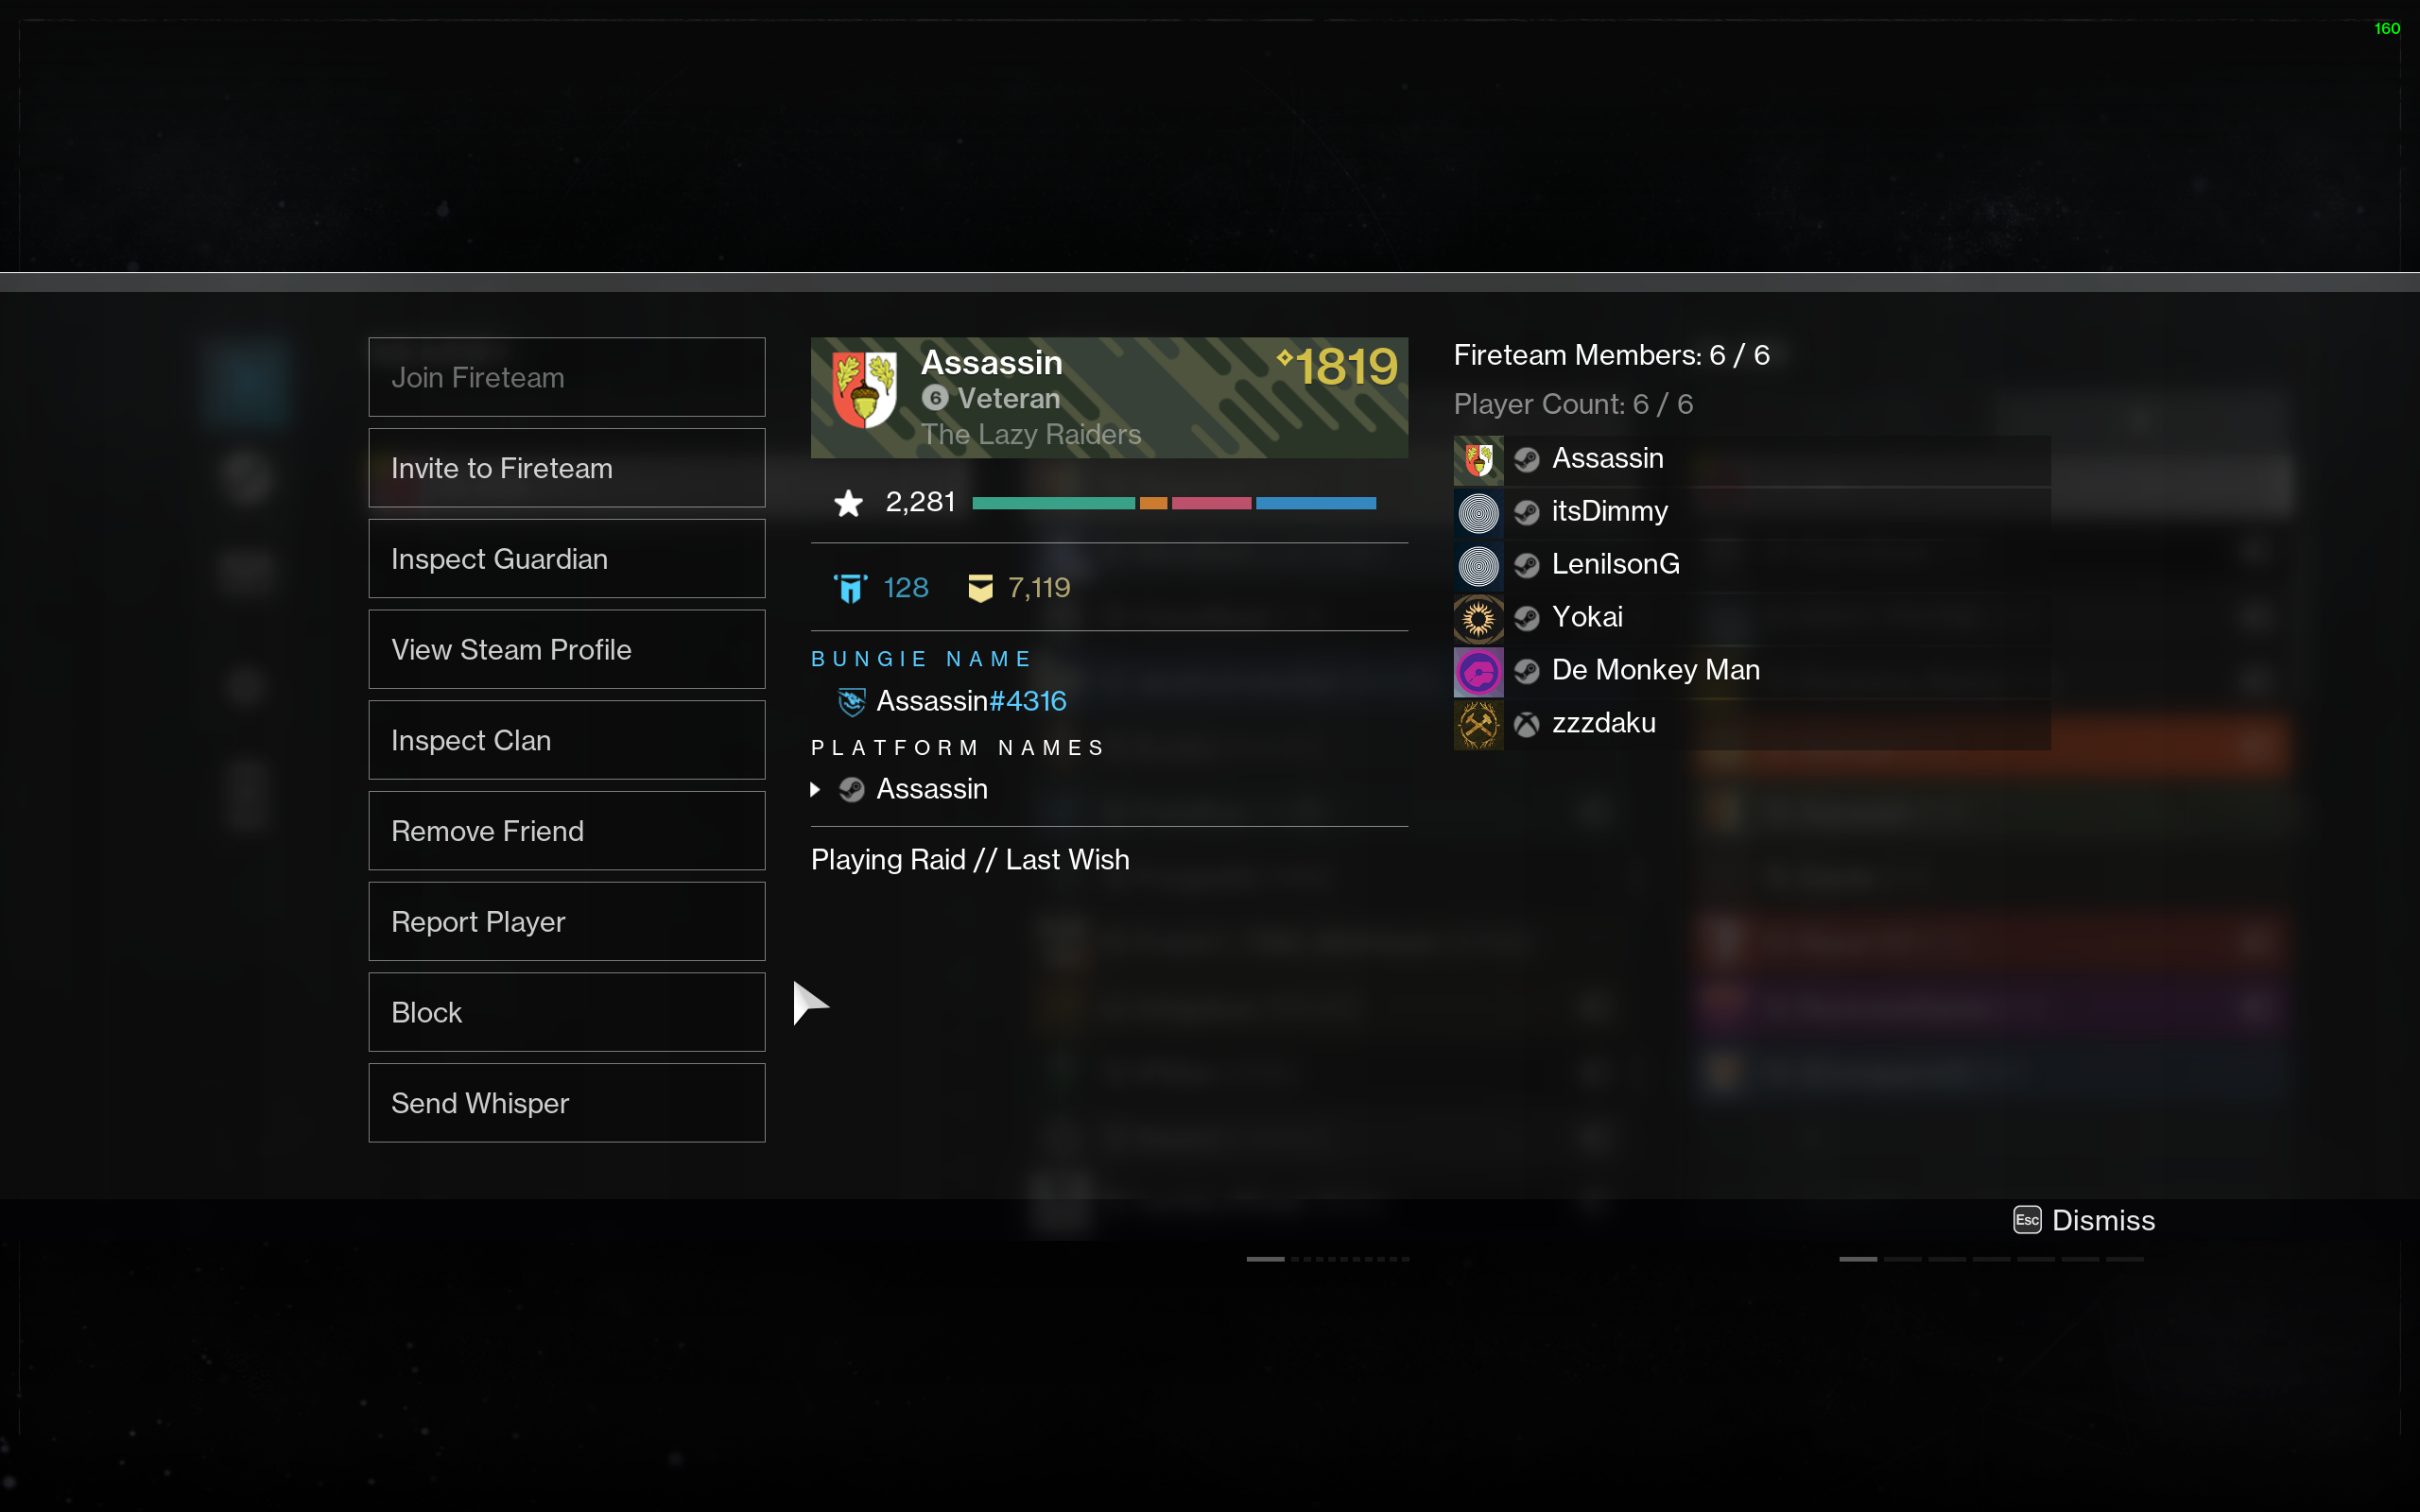 160
Join Fireteam
Invite to Fireteam
Inspect Guardian
View Steam Profile
Inspect Clan
Remove Friend
Report Player
Block
Send Whisper
Assassin
6 Veteran
The Lazy Raiders
1819
2,281
128 7,119
BUNGIE NAME
Assassin#4316
PLATFORM NAMES
Assassin
Playing Raid // Last Wish
Fireteam Members: 6 / 6
Player Count: 6 / 6
Assassin
itsDimmy
LenilsonG
Yokai
De Monkey Man
zzzdaku
Esc Dismiss